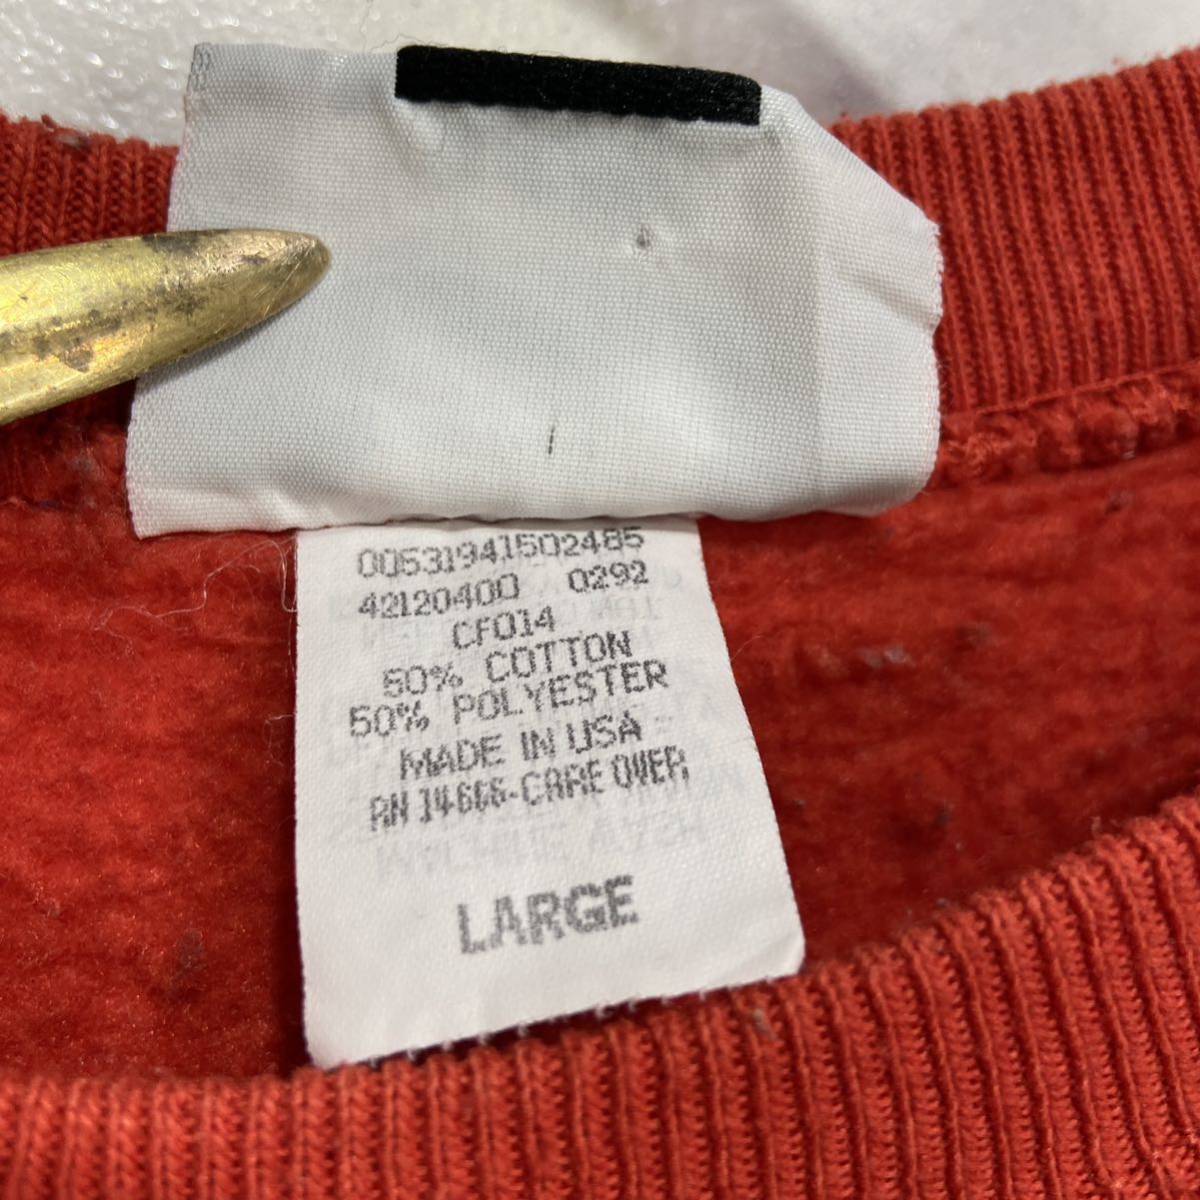 00531941502485
42120400 0292
CF014
50% COTTON
50% POLYESTER
MADE IN USA
RN 14666-CARE OVER
LARGE